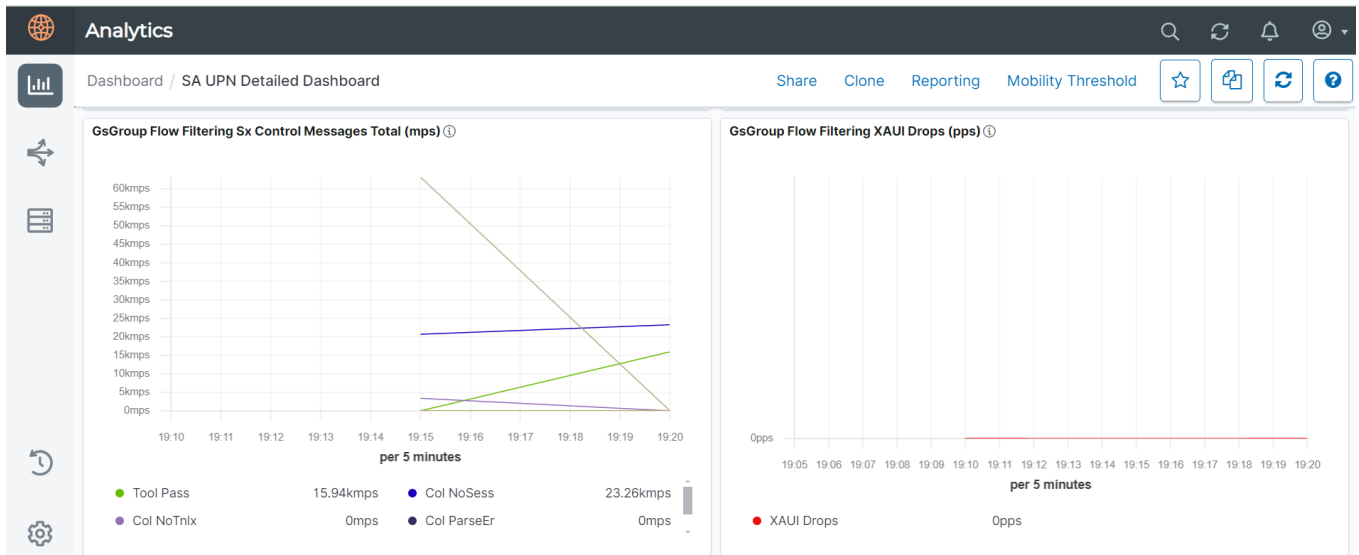 Analytics
Dashboard / SA UPN Detailed Dashboard
Share Clone Reporting Mobility Threshold
GsGroup Flow Filtering Sx Control Messages Total (mps)
60kmps
55kmps
50kmps
45kmps
40kmps
35kmps
30kmps
25kmps
20kmps
15kmps
10kmps
5kmps
0mps
19:10 19:11 19:12 19:13 19:14 19:15 19:16 19:17 19:18 19:19 19:20
per 5 minutes
Tool Pass 15.94kmps Col NoSess 23.26kmps
Col NoTnlx 0mps Col ParseEr 0mps
GsGroup Flow Filtering XAUI Drops (pps)
0pps
19:05 19:06 19:07 19:08 19:09 19:10 19:11 19:12 19:13 19:14 19:15 19:16 19:17 19:18 19:19 19:20
per 5 minutes
XAUI Drops 0pps